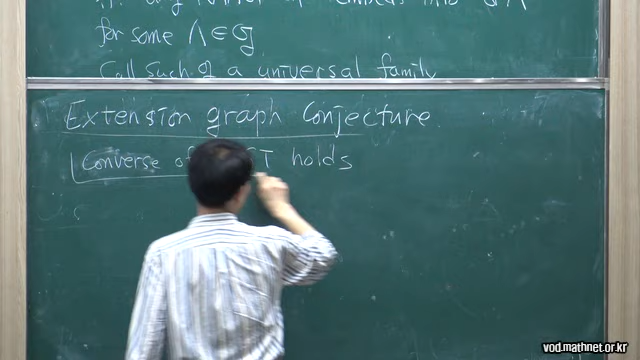 for some Λ ∈ G
Call such G a universal family
Extension graph Conjecture
Converse of T holds
vod.mathnet.or.kr